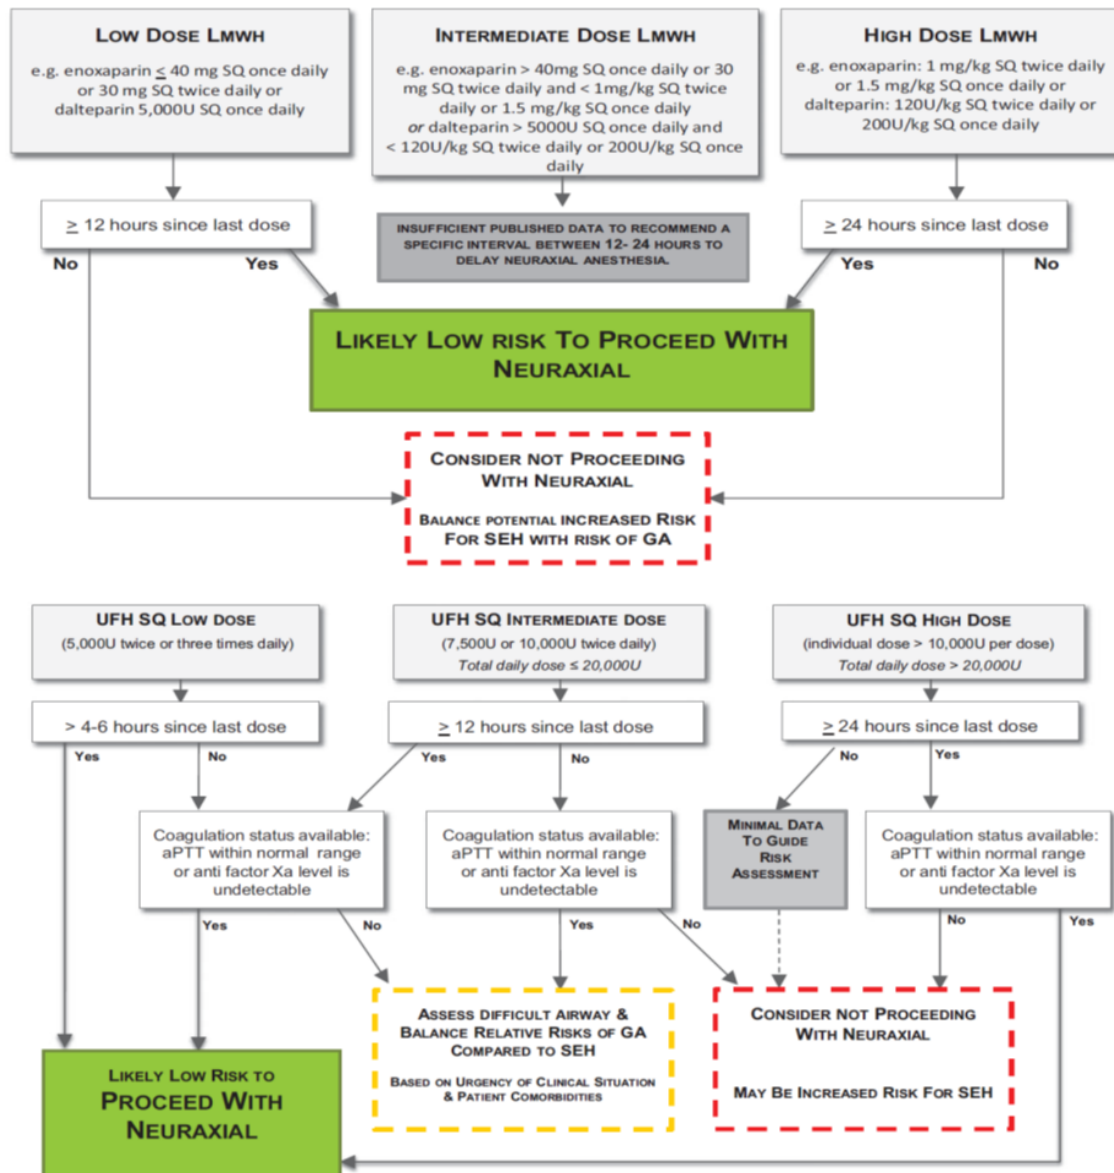 LOW DOSE LMWH
e.g. enoxaparin ≤ 40 mg SQ once daily
or 30 mg SQ twice daily or
dalteparin 5,000U SQ once daily
INTERMEDIATE DOSE LMWH
e.g. enoxaparin > 40mg SQ once daily or 30
mg SQ twice daily and < 1mg/kg SQ twice
daily or 1.5 mg/kg SQ once daily
or dalteparin > 5000U SQ once daily and
< 120U/kg SQ twice daily or 200U/kg SQ once
daily
HIGH DOSE LMWH
e.g. enoxaparin: 1 mg/kg SQ twice daily
or 1.5 mg/kg SQ once daily or
dalteparin: 120U/kg SQ twice daily or
200U/kg SQ once daily
≥ 12 hours since last dose
INSUFFICIENT PUBLISHED DATA TO RECOMMEND A
SPECIFIC INTERVAL BETWEEN 12- 24 HOURS TO
DELAY NEURAXIAL ANESTHESIA.
≥ 24 hours since last dose
No
Yes
Yes
No
LIKELY LOW RISK TO PROCEED WITH
NEURAXIAL
CONSIDER NOT PROCEEDING
WITH NEURAXIAL
BALANCE POTENTIAL INCREASED RISK
FOR SEH WITH RISK OF GA
UFH SQ LOW DOSE
(5,000U twice or three times daily)
UFH SQ INTERMEDIATE DOSE
(7,500U or 10,000U twice daily)
Total daily dose ≤ 20,000U
UFH SQ HIGH DOSE
(individual dose > 10,000U per dose)
Total daily dose > 20,000U
> 4-6 hours since last dose
≥ 12 hours since last dose
≥ 24 hours since last dose
Yes
No
Yes
No
No
Yes
Coagulation status available:
aPTT within normal range
or anti factor Xa level is
undetectable
Coagulation status available:
aPTT within normal range
or anti factor Xa level is
undetectable
MINIMAL DATA
TO GUIDE
RISK
ASSESSMENT
Coagulation status available:
aPTT within normal range
or anti factor Xa level is
undetectable
Yes
No
Yes
No
No
Yes
ASSESS DIFFICULT AIRWAY &
BALANCE RELATIVE RISKS OF GA
COMPARED TO SEH
BASED ON URGENCY OF CLINICAL SITUATION
& PATIENT COMORBIDITIES
CONSIDER NOT PROCEEDING
WITH NEURAXIAL
MAY BE INCREASED RISK FOR SEH
LIKELY LOW RISK TO
PROCEED WITH
NEURAXIAL